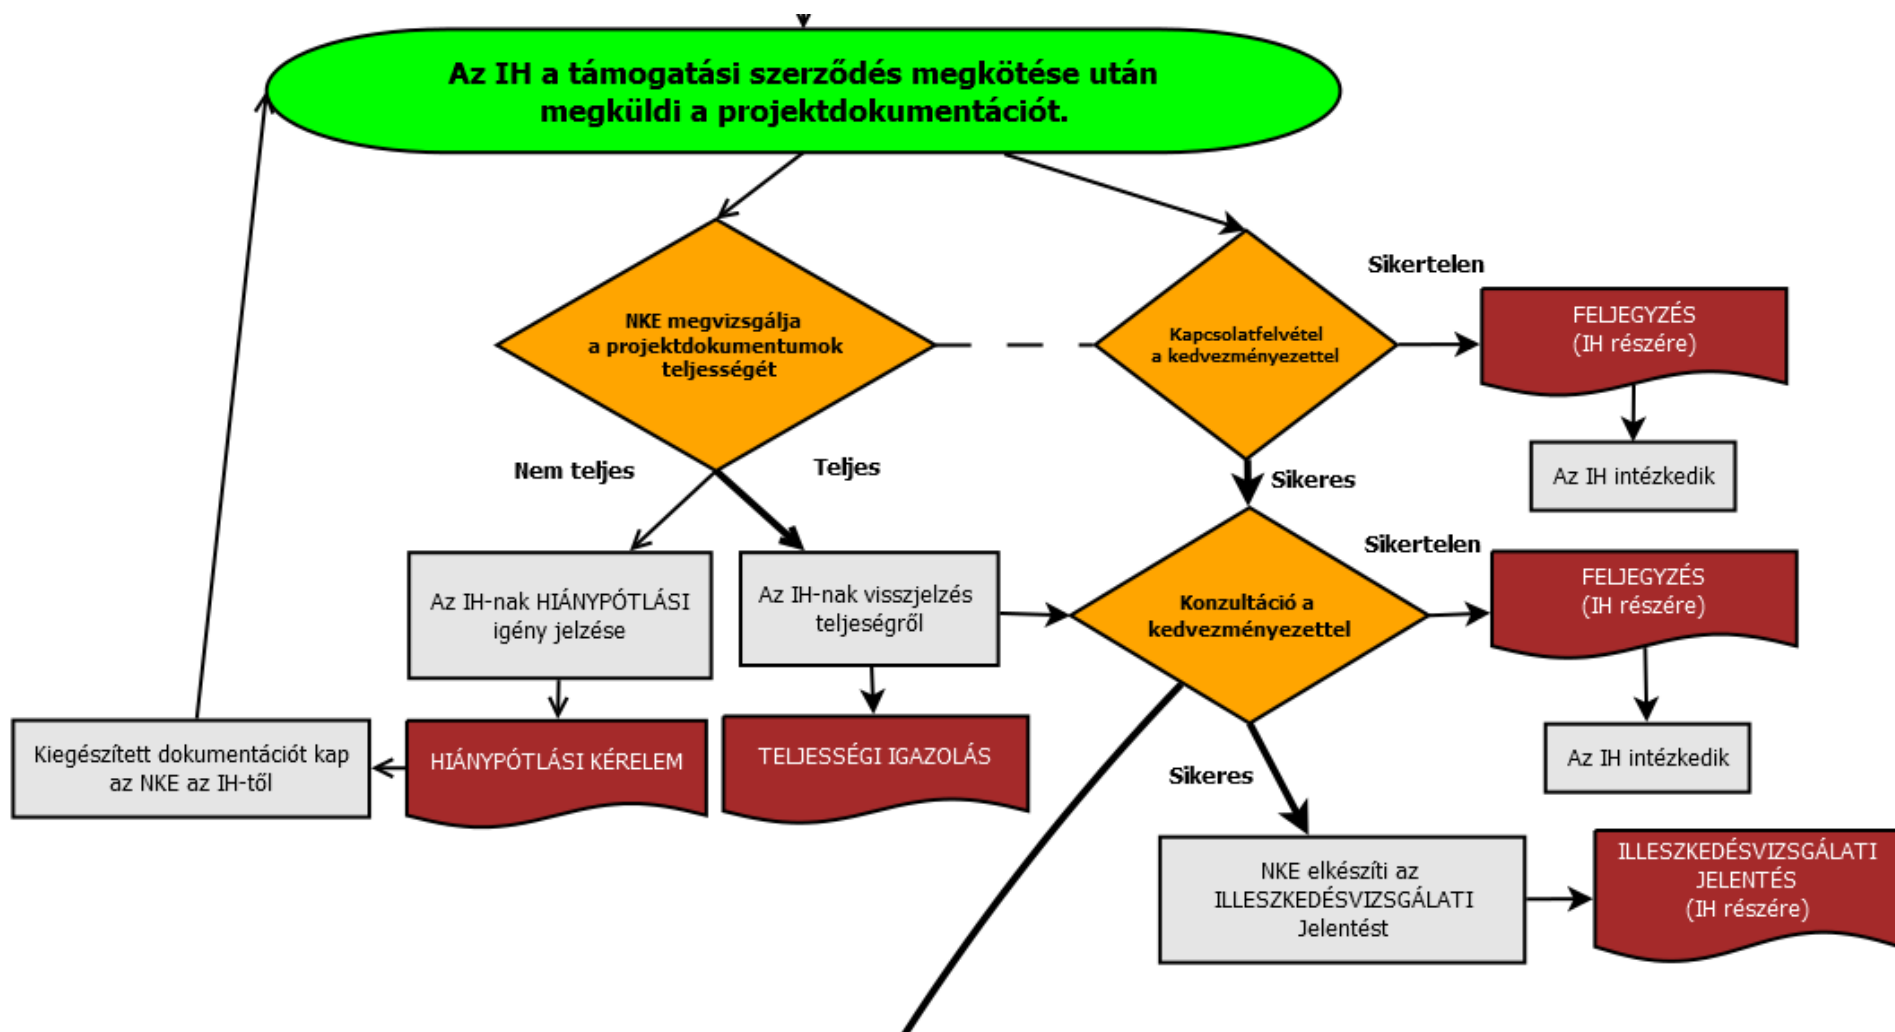 Az IH a támogatási szerződés megkötése után
megküldi a projektdokumentációt.
NKE megvizsgálja
a projektdokumentumok
teljességét
Kapcsolatfelvétel
a kedvezményezettel
Sikertelen
FELJEGYZÉS
(IH részére)
Az IH intézkedik
Nem teljes
Teljes
Sikeres
Az IH-nak HIÁNYPÓTLÁSI
igény jelzése
Az IH-nak visszjelzés
teljeségről
Konzultáció a
kedvezményezettel
Sikertelen
FELJEGYZÉS
(IH részére)
Az IH intézkedik
Kiegészített dokumentációt kap
az NKE az IH-től
HIÁNYPÓTLÁSI KÉRELEM
TELJESSÉGI IGAZOLÁS
Sikeres
NKE elkészíti az
ILLESZKEDÉSVIZSGÁLATI
Jelentést
ILLESZKEDÉSVIZSGÁLATI
JELENTÉS
(IH részére)